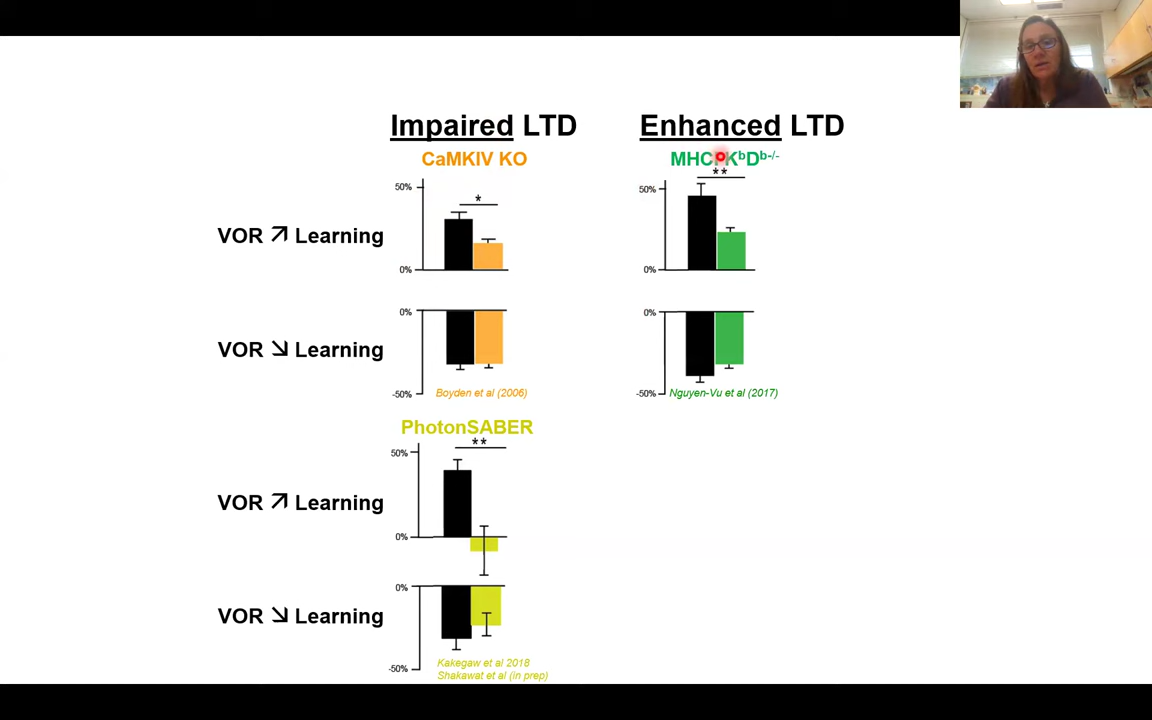 Impaired LTD
Enhanced LTD
CaMKIV KO
MHCI KᵇDᵇ⁻/⁻
50%
*
0%
50%
**
0%
VOR ↗ Learning
0%
-50%
0%
-50%
VOR ↘ Learning
Boyden et al (2006)
Nguyen-Vu et al (2017)
PhotonSABER
**
50%
0%
VOR ↗ Learning
0%
-50%
VOR ↘ Learning
Kakegaw et al 2018
Shakawat et al (in prep)